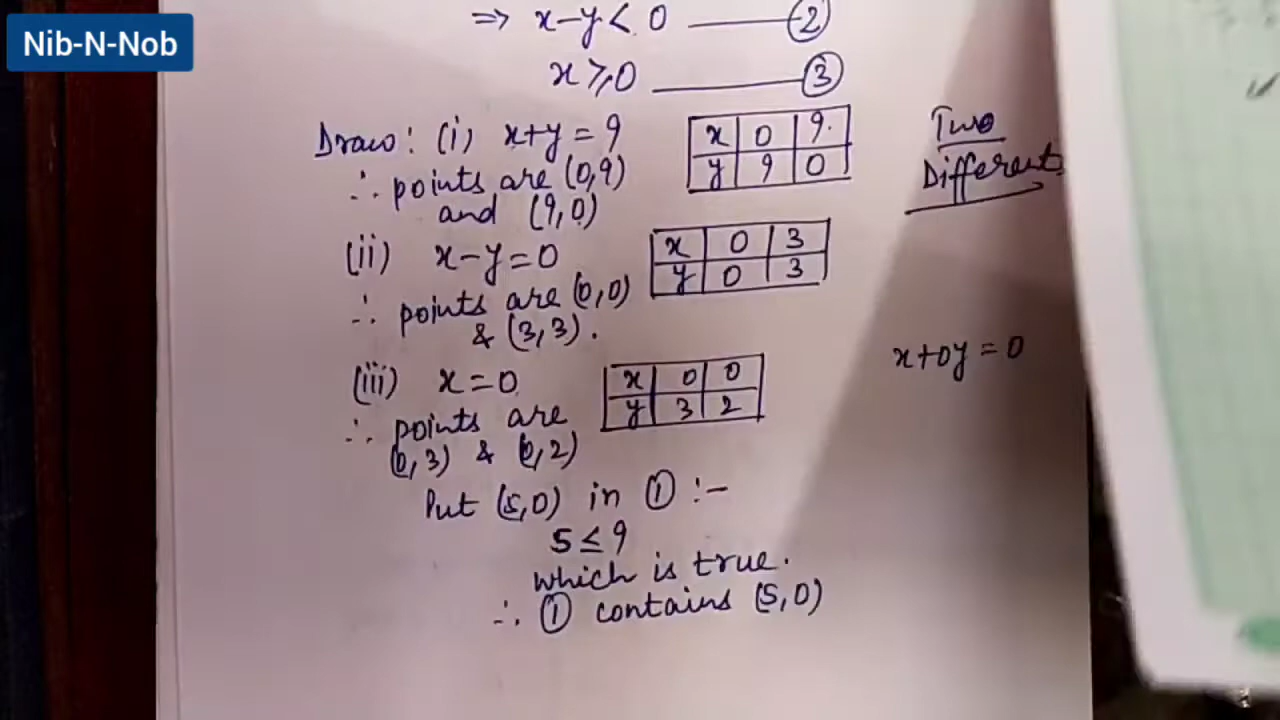 Nib-N-Nob
⇒ x-y < 0 ——— ②
x ≥ 0 ——— ③
Draw: (i) x+y = 9
x 0 9
y 9 0
Two
Different
∴ points are (0,9)
and (9,0)
(ii) x-y = 0
x 0 3
y 0 3
∴ points are (0,0)
& (3,3).
(iii) x = 0
x 0 0
y 3 2
x+0y = 0
∴ points are
(0,3) & (0,2)
Put (5,0) in ① :-
5 ≤ 9
which is true.
∴ ① contains (5,0)